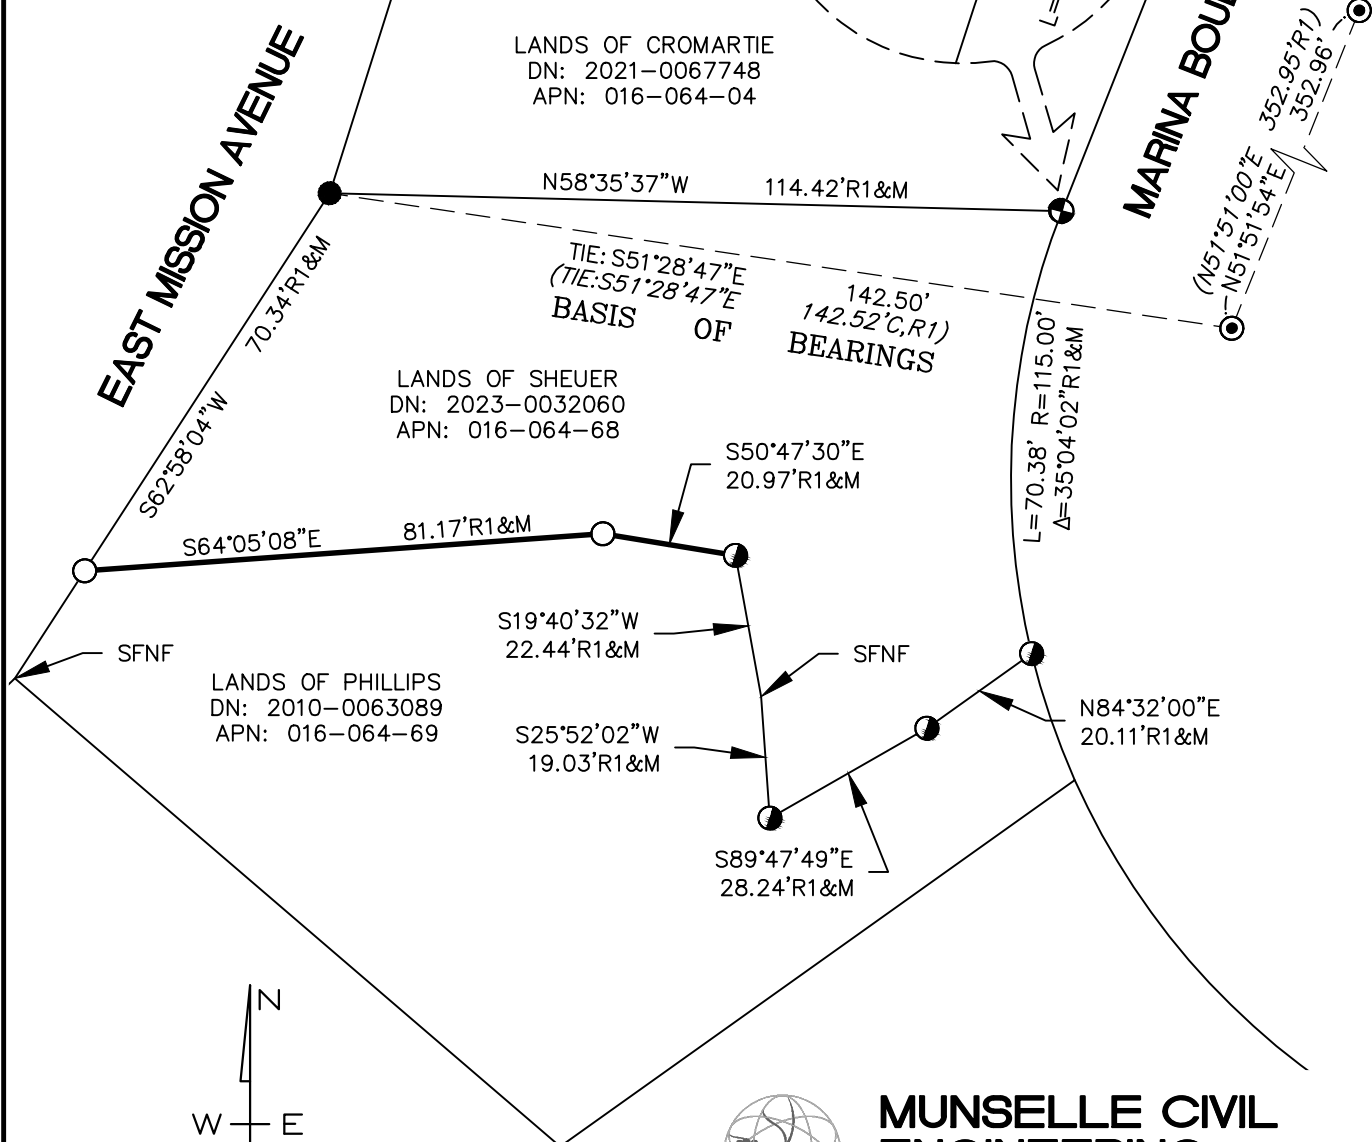 LANDS OF CROMARTIE
DN: 2021-0067748
APN: 016-064-04
EAST MISSION AVENUE
L=
352.95'R1)
352.96'
(N51°51'00"E
N51°51'54"E
N58°35'37"W 114.42'R1&M
S62°58'04"W 70.34'R1&M
TIE: S51°28'47"E 142.50'
(TIE:S51°28'47"E 142.52'C,R1)
BASIS OF BEARINGS
L=70.38' R=115.00'
Δ=35°04'02"R1&M
LANDS OF SHEUER
DN: 2023-0032060
APN: 016-064-68
S50°47'30"E
20.97'R1&M
S64°05'08"E 81.17'R1&M
S19°40'32"W
22.44'R1&M
SFNF
SFNF
LANDS OF PHILLIPS
DN: 2010-0063089
APN: 016-064-69
S25°52'02"W
19.03'R1&M
N84°32'00"E
20.11'R1&M
S89°47'49"E
28.24'R1&M
N
W E
MARINA BOUL
MUNSELLE CIVIL
ENGINEERING